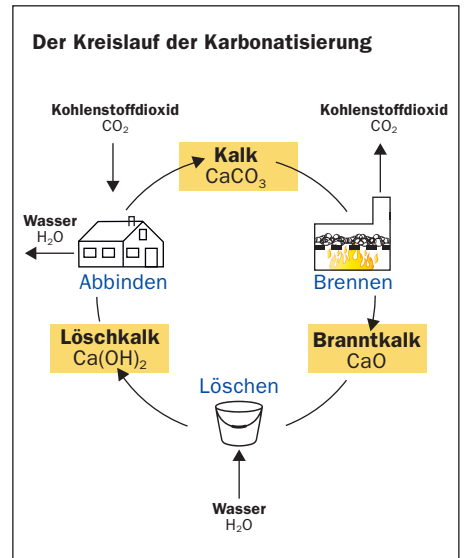 Der Kreislauf der Karbonatisierung
Kohlenstoffdioxid
CO₂
Kohlenstoffdioxid
CO₂
Kalk
CaCO₃
Wasser
H₂O
Abbinden
Brennen
Löschkalk
Ca(OH)₂
Branntkalk
CaO
Löschen
Wasser
H₂O